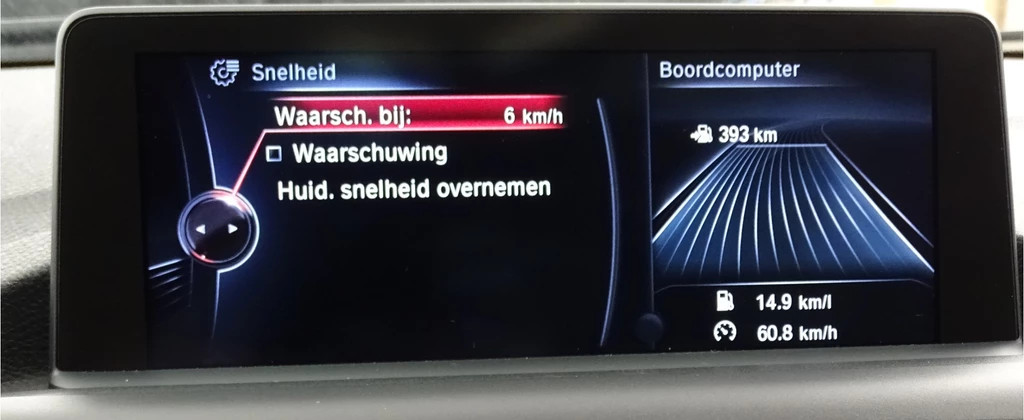 Snelheid
Waarsch. bij: 6 km/h
Waarschuwing
Huid. snelheid overnemen
Boordcomputer
393 km
14.9 km/l
60.8 km/h